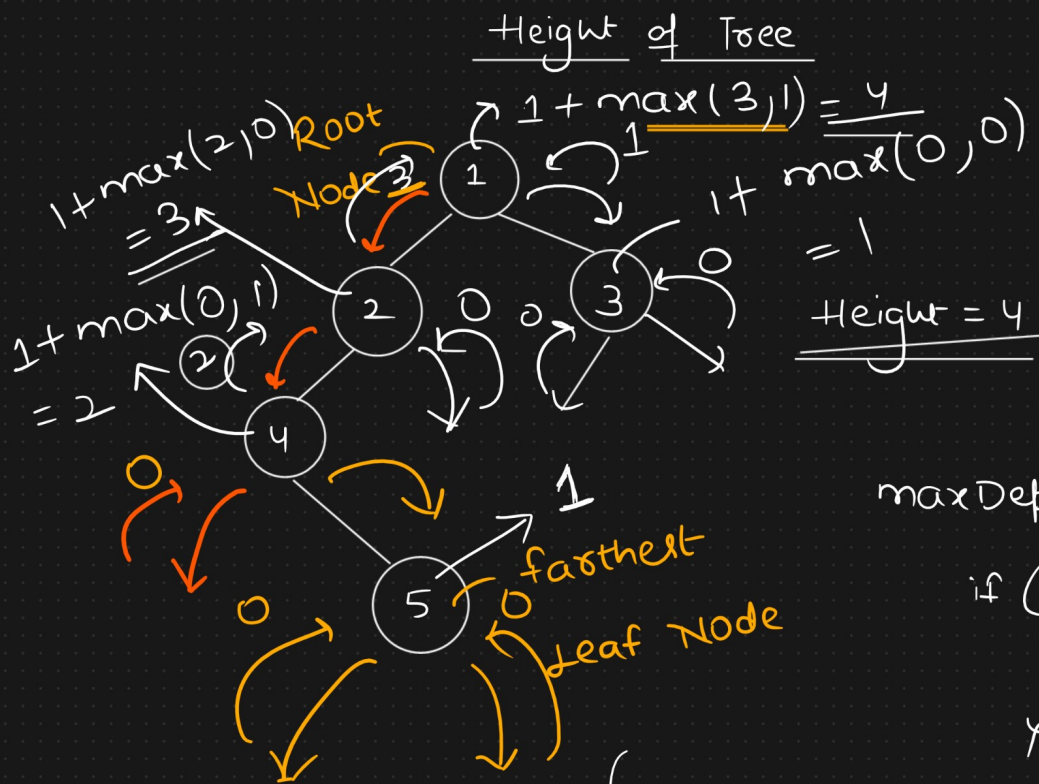 Height of Tree
1 + max(3,1) = 4
1+max(2,0)
= 3
Root
Node
3
1
1
1+ max(0,0)
= 1
Height = 4
2
0
0
3
0
1+max(0,1)
= 2
2
4
0
1
farthest
Leaf Node
5
0
0
maxDep
if (